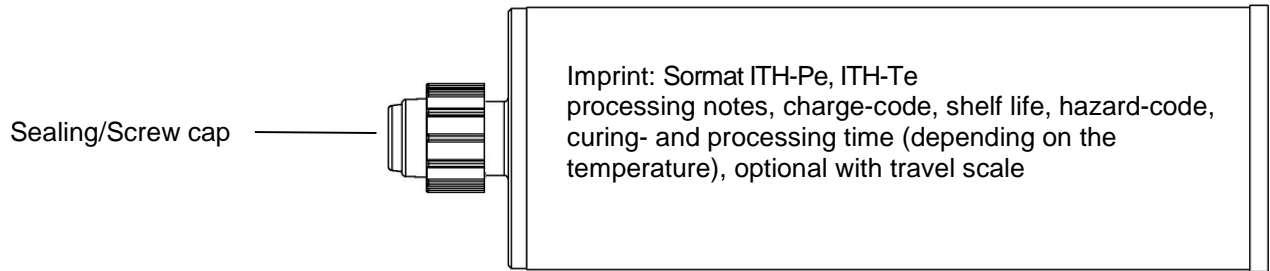 Imprint: Sormat ITH-Pe, ITH-Te
processing notes, charge-code, shelf life, hazard-code,
Sealing/Screw cap
curing- and processing time (depending on the
temperature), optional with travel scale